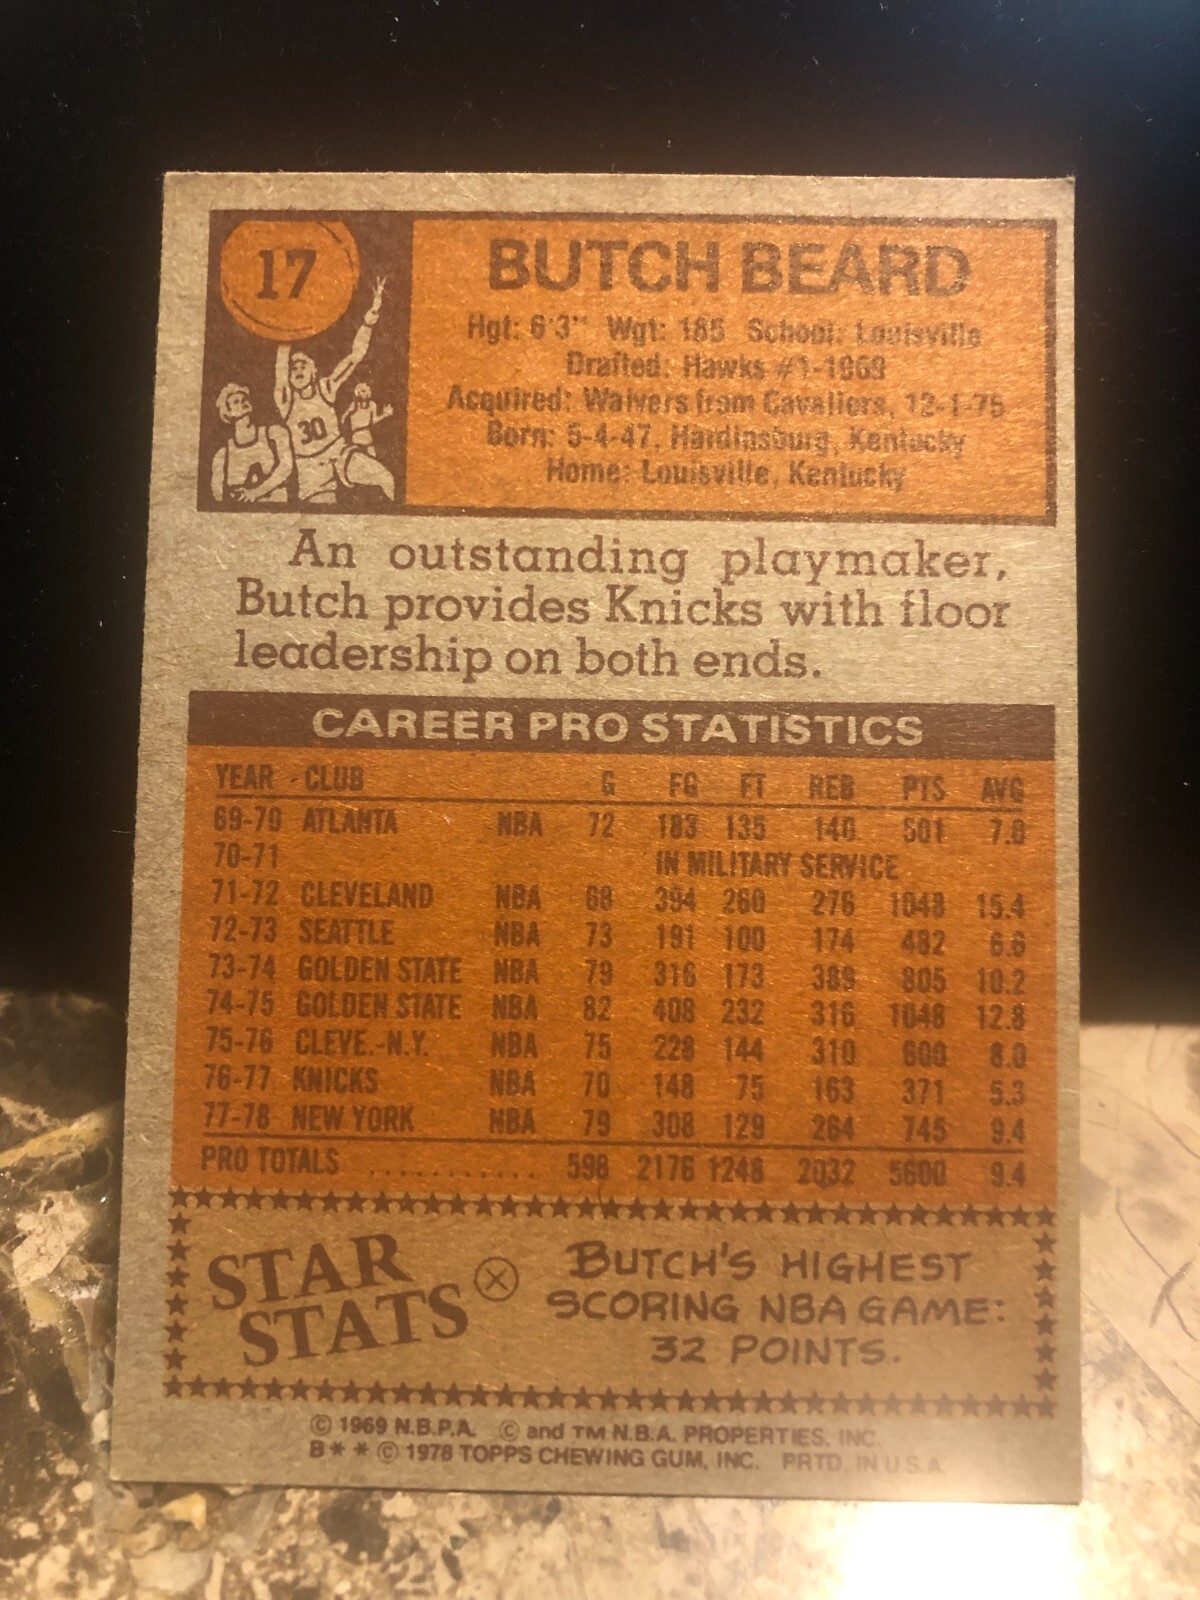 17
30
BUTCH BEARD
Hgt: 6'3" Wgt: 185 School: Louisville
Drafted: Hawks #1-1969
Acquired: Waivers from Cavaliers, 12-1-75
Born: 5-4-47, Hardinsburg, Kentucky
Home: Louisville, Kentucky
An outstanding playmaker,
Butch provides Knicks with floor
leadership on both ends.
CAREER PRO STATISTICS
YEAR - CLUB G FG FT REB PTS AVG
69-70 ATLANTA NBA 72 183 135 140 501 7.0
70-71 IN MILITARY SERVICE
71-72 CLEVELAND NBA 68 394 260 276 1048 15.4
72-73 SEATTLE NBA 73 191 100 174 482 6.6
73-74 GOLDEN STATE NBA 79 316 173 389 805 10.2
74-75 GOLDEN STATE NBA 82 408 232 316 1048 12.8
75-76 CLEVE.-N.Y. NBA 75 228 144 310 600 8.0
76-77 KNICKS NBA 70 148 75 163 371 5.3
77-78 NEW YORK NBA 79 308 129 264 745 9.4
PRO TOTALS ............ 598 2176 1248 2032 5600 9.4
STAR
STATS
BUTCH'S HIGHEST
SCORING NBA GAME:
32 POINTS.
© 1969 N.B.P.A. © and TM N.B.A. PROPERTIES, INC.
B * * © 1978 TOPPS CHEWING GUM, INC. PRTD. IN U.S.A.